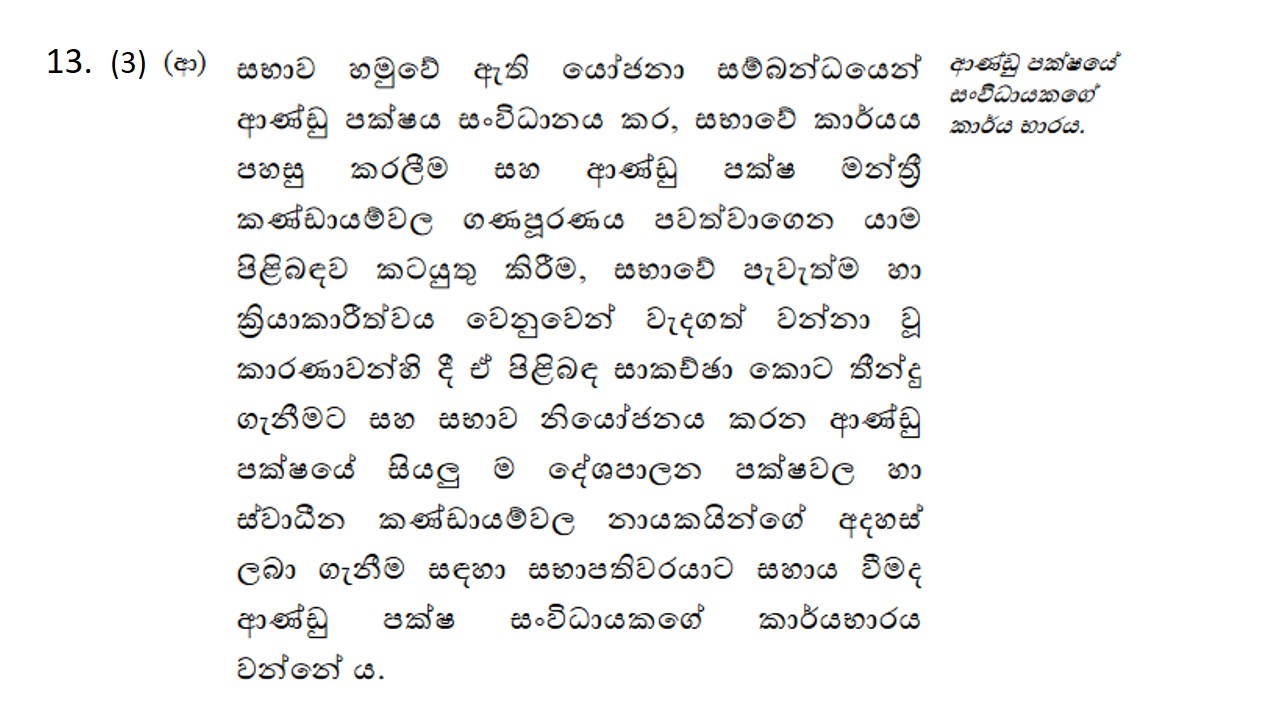 13. (3) (ආ)
සභාව හමුවේ ඇති යෝජනා සම්බන්ධයෙන්
ආණ්ඩු පක්ෂය සංවිධානය කර, සභාවේ කාර්යය
පහසු කරලීම සහ ආණ්ඩු පක්ෂ මන්ත්‍රී
කණ්ඩායම්වල ගණපූරණය පවත්වාගෙන යාම
පිළිබඳව කටයුතු කිරීම, සභාවේ පැවැත්ම හා
ක්‍රියාකාරීත්වය වෙනුවෙන් වැදගත් වන්නා වූ
කාරණාවන්හි දී ඒ පිළිබඳ සාකච්ඡා කොට තීන්දු
ගැනීමට සහ සභාව නියෝජනය කරන ආණ්ඩු
පක්ෂයේ සියලු ම දේශපාලන පක්ෂවල හා
ස්වාධීන කණ්ඩායම්වල නායකයින්ගේ අදහස්
ලබා ගැනීම සඳහා සභාපතිවරයාට සහාය වීමද
ආණ්ඩු පක්ෂ සංවිධායකගේ කාර්යභාරය
වන්නේ ය.
ආණ්ඩු පක්ෂයේ
සංවිධායකගේ
කාර්ය භාරය.